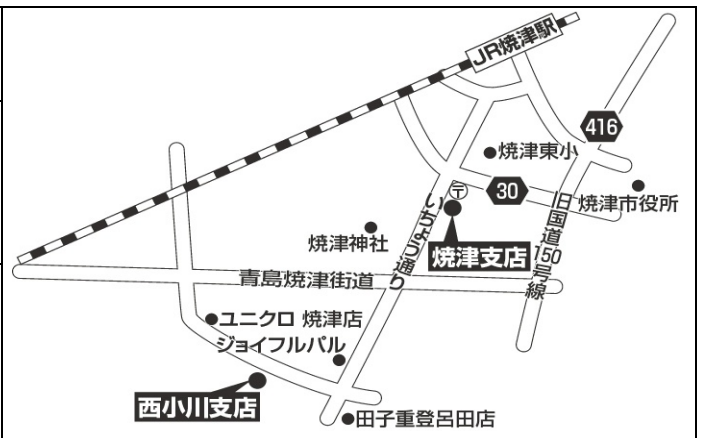 JR焼津駅
416
焼津東小
〒
30
焼津市役所
いちょう通り
旧国道150号線
焼津神社
焼津支店
青島焼津街道
ユニクロ 焼津店
ジョイフルパル
西小川支店
田子重登呂田店